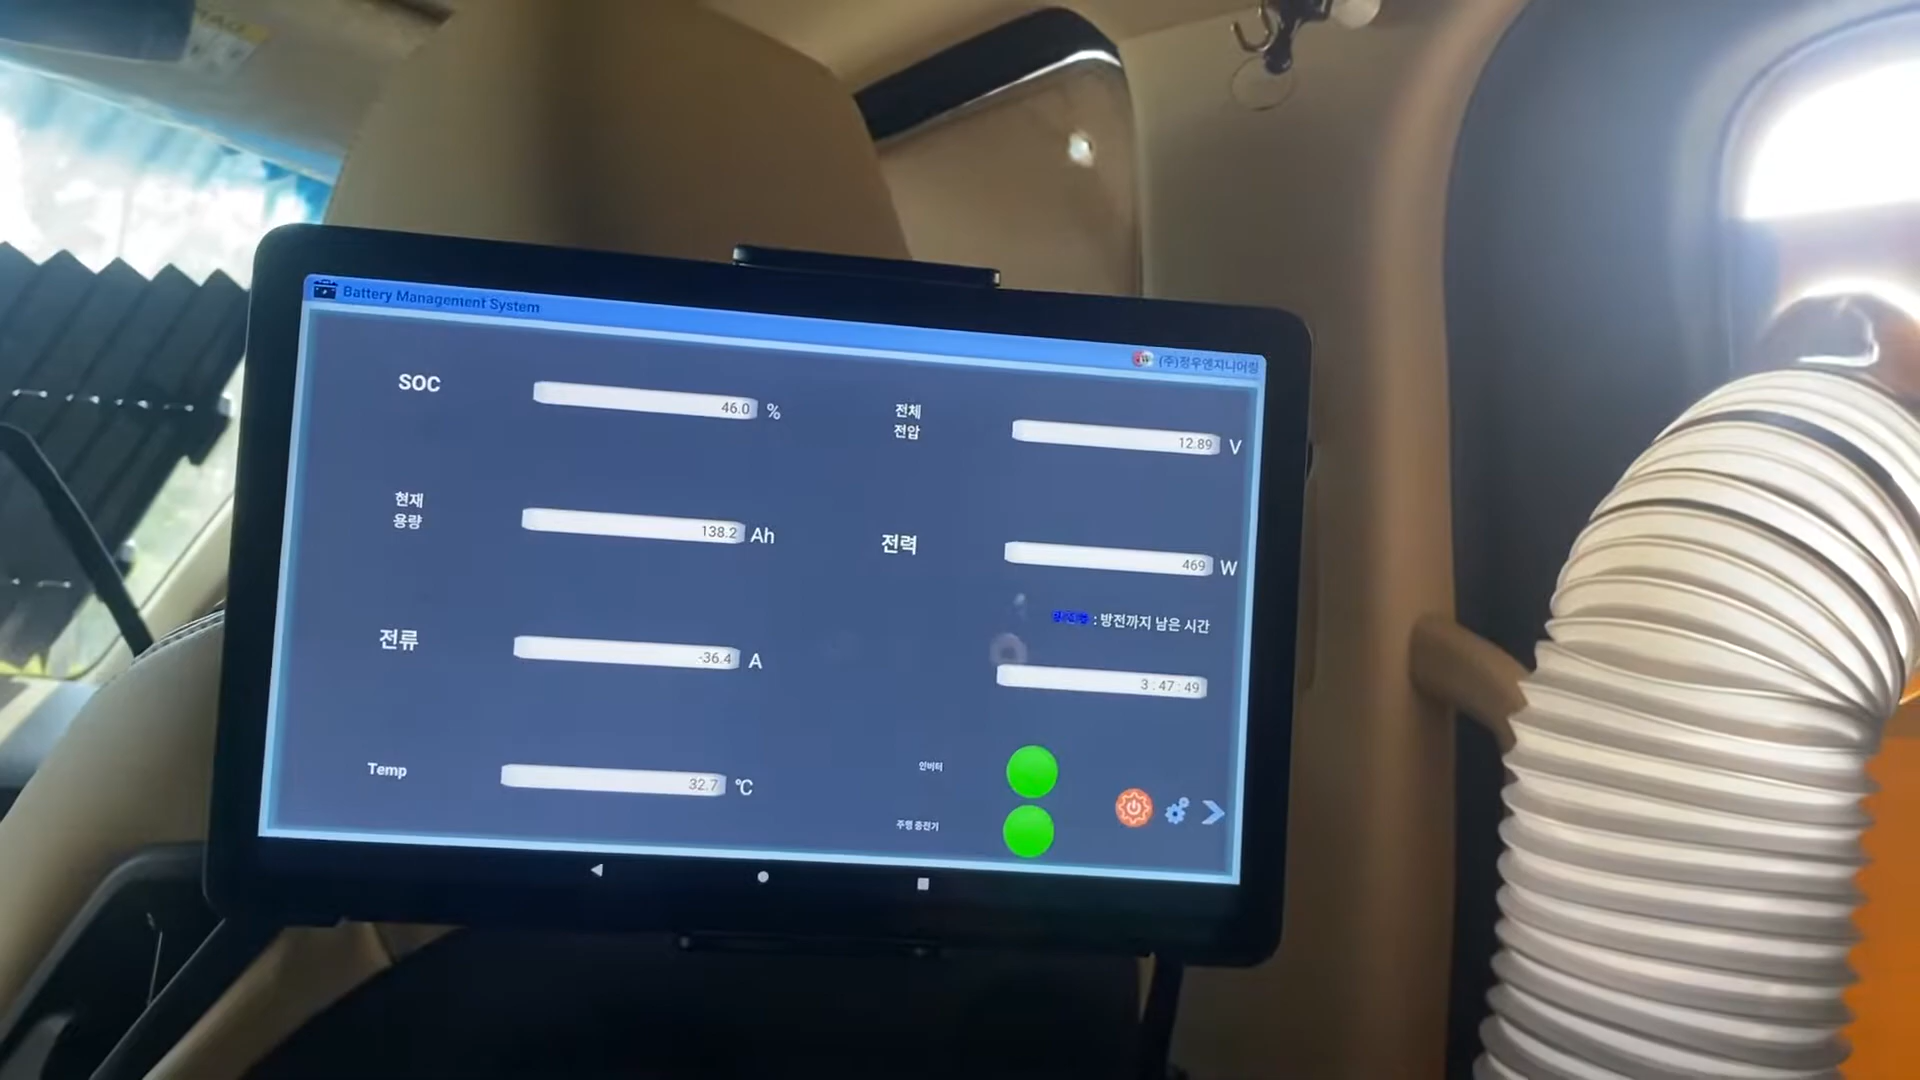 Battery Management System
(주)정우엔지니어링
SOC 46.0 %
전체
전압 12.89 V
현재
용량 138.2 Ah
전력 469 W
: 방전까지 남은 시간
전류 -36.4 A
3 : 47 : 49
인버터
Temp 32.7 ℃
주행 충전기